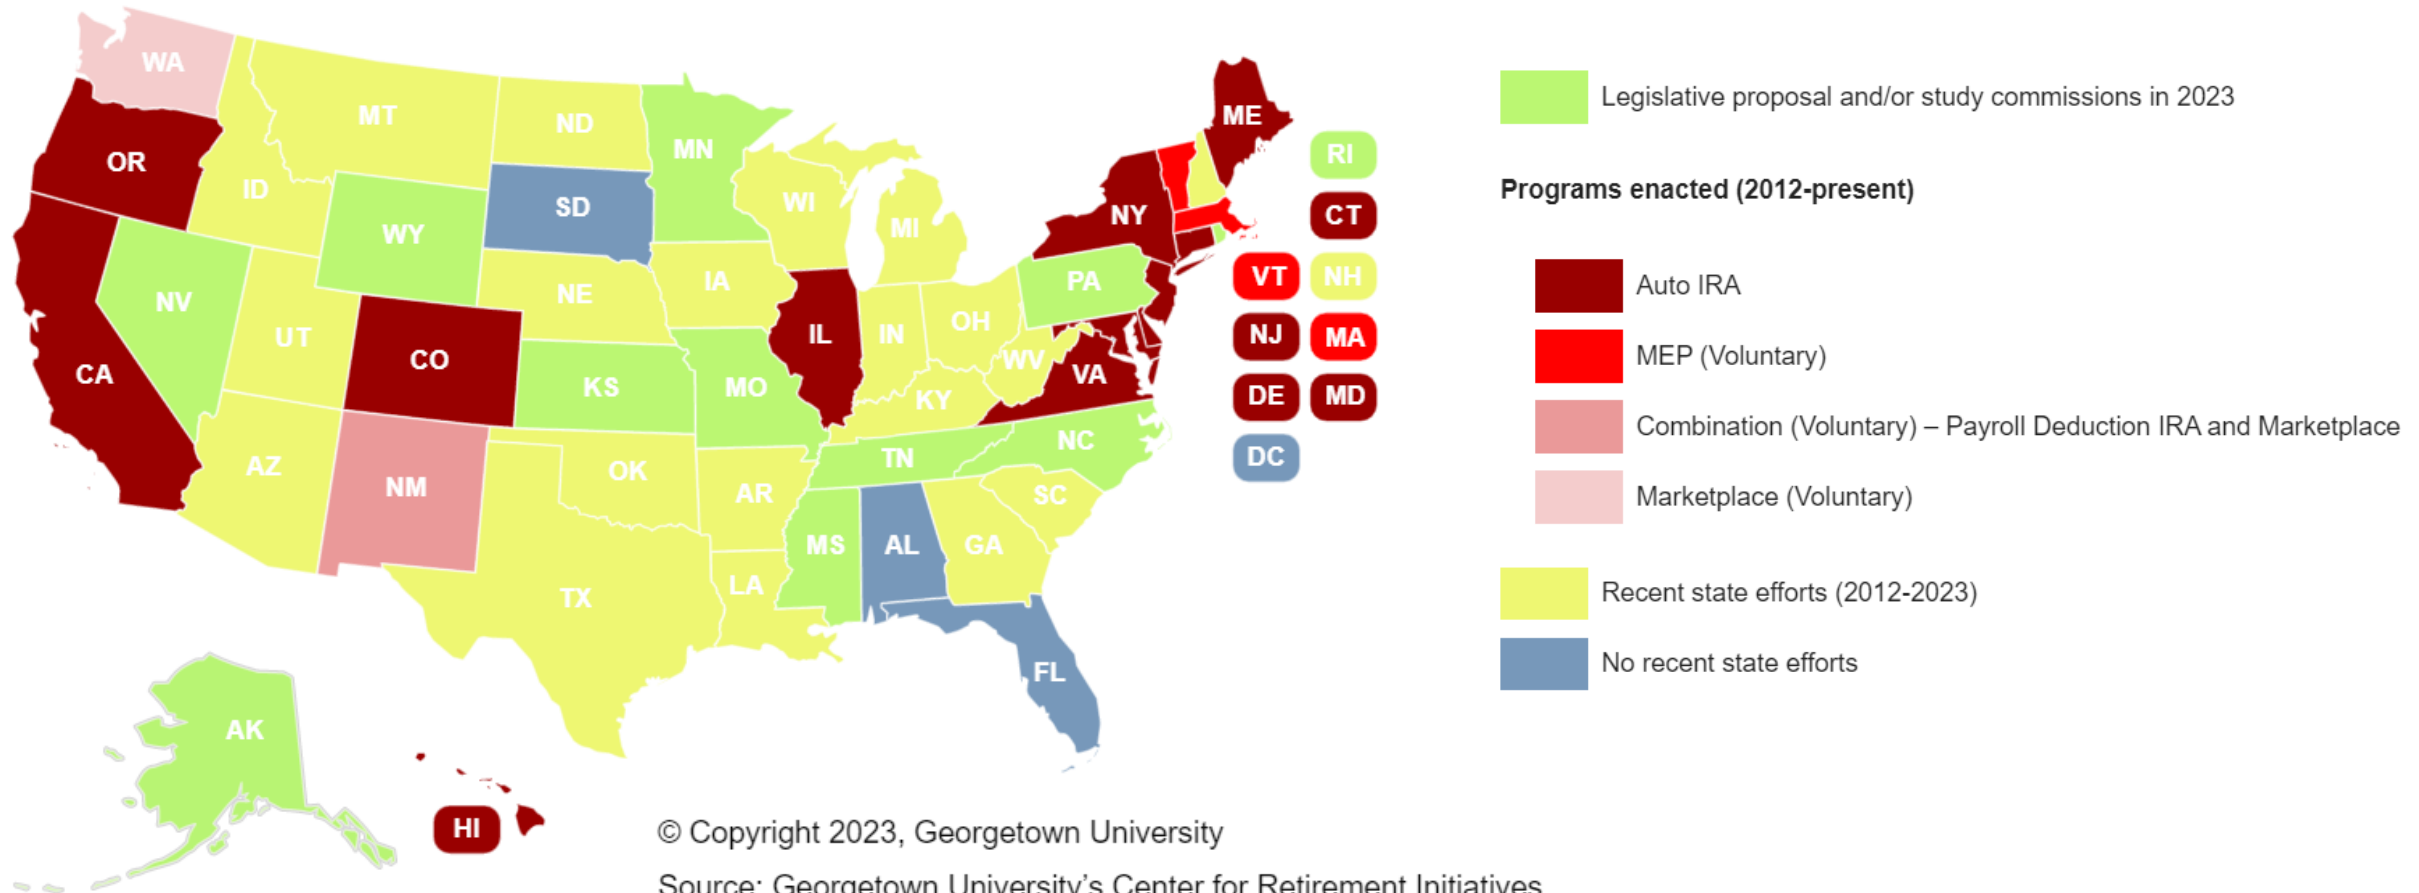 WA
ME
MT
ND
OR
MN
RI
ID
SD
WI
NY
CT
MI
WY
VT
NH
NV
NE
IA
PA
UT
IL
IN
OH
NJ
MA
CO
WV
CA
VA
KS
MO
KY
DE
MD
NC
TN
DC
AZ
OK
NM
AR
SC
MS
AL
GA
LA
TX
FL
AK
HI
Legislative proposal and/or study commissions in 2023
Programs enacted (2012-present)
Auto IRA
MEP (Voluntary)
Combination (Voluntary) – Payroll Deduction IRA and Marketplace
Marketplace (Voluntary)
Recent state efforts (2012-2023)
No recent state efforts
© Copyright 2023, Georgetown University
Source: Georgetown University's Center for Retirement Initiatives